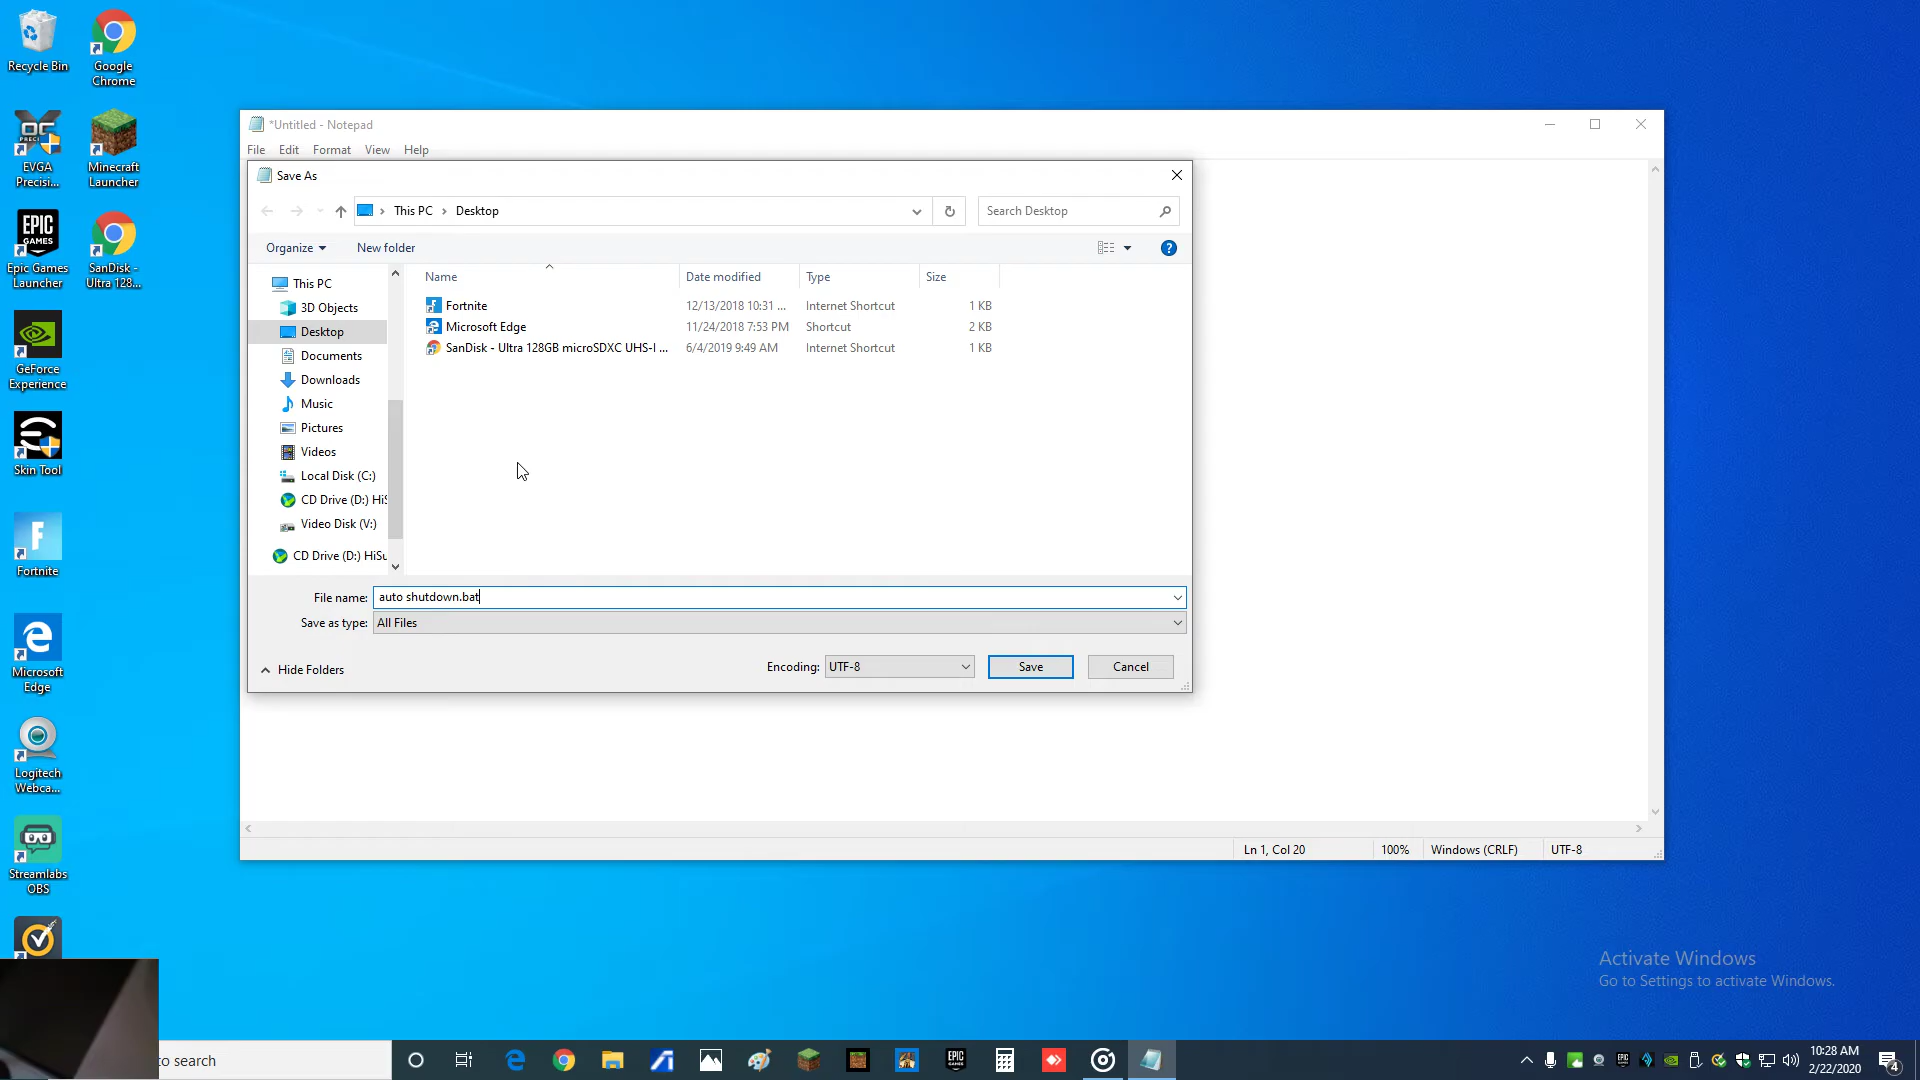 Recycle Bin
Google
Chrome
EVGA
Precisi...
Minecraft
Launcher
EPIC
GAMES
Epic Games
Launcher
SanDisk -
Ultra 128...
GeForce
Experience
Skin Tool
Fortnite
Microsoft
Edge
Logitech
Webca...
Streamlabs
OBS
*Untitled - Notepad
File Edit Format View Help
Save As
This PC > Desktop
Search Desktop
Organize New folder
Name Date modified Type Size
This PC
3D Objects
Desktop
Documents
Downloads
Music
Pictures
Videos
Local Disk (C:)
CD Drive (D:) HiS
Video Disk (V:)
CD Drive (D:) HiSu
Fortnite 12/13/2018 10:31 ... Internet Shortcut 1 KB
Microsoft Edge 11/24/2018 7:53 PM Shortcut 2 KB
SanDisk - Ultra 128GB microSDXC UHS-I ... 6/4/2019 9:49 AM Internet Shortcut 1 KB
File name: auto shutdown.bat
Save as type: All Files
Hide Folders
Encoding: UTF-8 Save Cancel
Ln 1, Col 20 100% Windows (CRLF) UTF-8
Activate Windows
Go to Settings to activate Windows.
to search
10:28 AM
2/22/2020
4